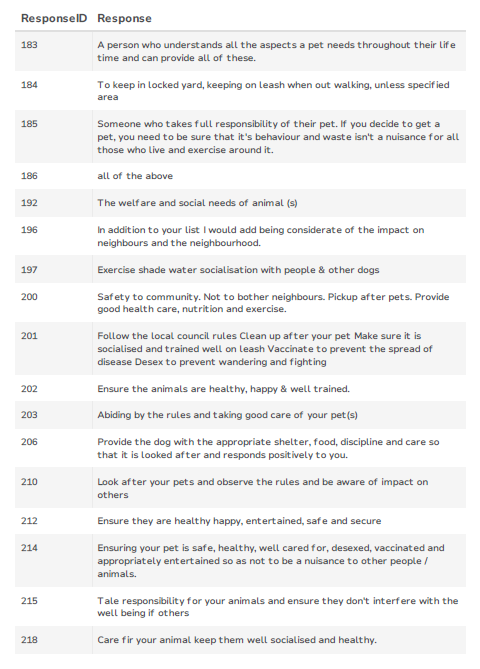 ResponseID Response
183 A person who understands all the aspects a pet needs throughout their life
time and can provide all of these.
184 To keep in locked yard, keeping on leash when out walking, unless specified
area
185 Someone who takes full responsibility of their pet. If you decide to get a
pet, you need to be sure that it's behaviour and waste isn't a nuisance for all
those who live and exercise around it.
186 all of the above
192 The welfare and social needs of animal (s)
196 In addition to your list I would add being considerate of the impact on
neighbours and the neighbourhood.
197 Exercise shade water socialisation with people & other dogs
200 Safety to community. Not to bother neighbours. Pickup after pets. Provide
good health care, nutrition and exercise.
201 Follow the local council rules Clean up after your pet Make sure it is
socialised and trained well on leash Vaccinate to prevent the spread of
disease Desex to prevent wandering and fighting
202 Ensure the animals are healthy, happy & well trained.
203 Abiding by the rules and taking good care of your pet(s)
206 Provide the dog with the appropriate shelter, food, discipline and care so
that it is looked after and responds positively to you.
210 Look after your pets and observe the rules and be aware of impact on
others
212 Ensure they are healthy happy, entertained, safe and secure
214 Ensuring your pet is safe, healthy, well cared for, desexed, vaccinated and
appropriately entertained so as not to be a nuisance to other people /
animals.
215 Tale responsibility for your animals and ensure they don't interfere with the
well being if others
218 Care fir your animal keep them well socialised and healthy.